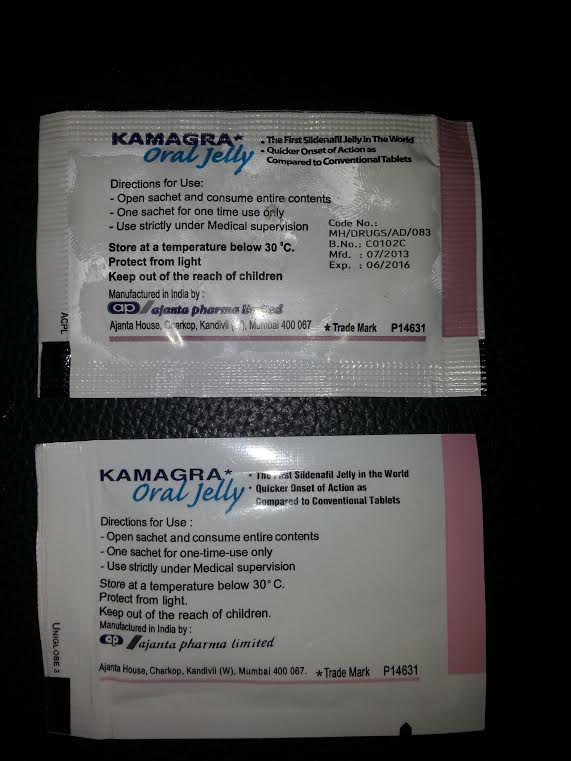 KAMAGRA*
Oral Jelly
- The First Sildenafil Jelly In The World
- Quicker Onset of Action as
Compared to Conventional Tablets
Directions for Use:
- Open sachet and consume entire contents
- One sachet for one time use only
- Use strictly under Medical supervision
Store at a temperature below 30 °C.
Protect from light
Keep out of the reach of children
Code No.:
MH/DRUGS/AD/083
B.No.: C0102C
Mfd. : 07/2013
Exp. : 06/2016
Manufactured in India by :
ap ajanta pharma limited
Ajanta House, Charkop, Kandivli (W), Mumbai 400 067 * Trade Mark P14631
ACPL
KAMAGRA*
Oral Jelly
· The First Sildenafil Jelly in the World
· Quicker Onset of Action as
Compared to Conventional Tablets
Directions for Use :
- Open sachet and consume entire contents
- One sachet for one-time-use only
- Use strictly under Medical supervision
Store at a temperature below 30°C.
Protect from light.
Keep out of the reach of children.
Manufactured in India by :
ap ajanta pharma limited
Ajanta House, Charkop, Kandivli (W), Mumbai 400 067. * Trade Mark P14631
UNIGLOBE 3